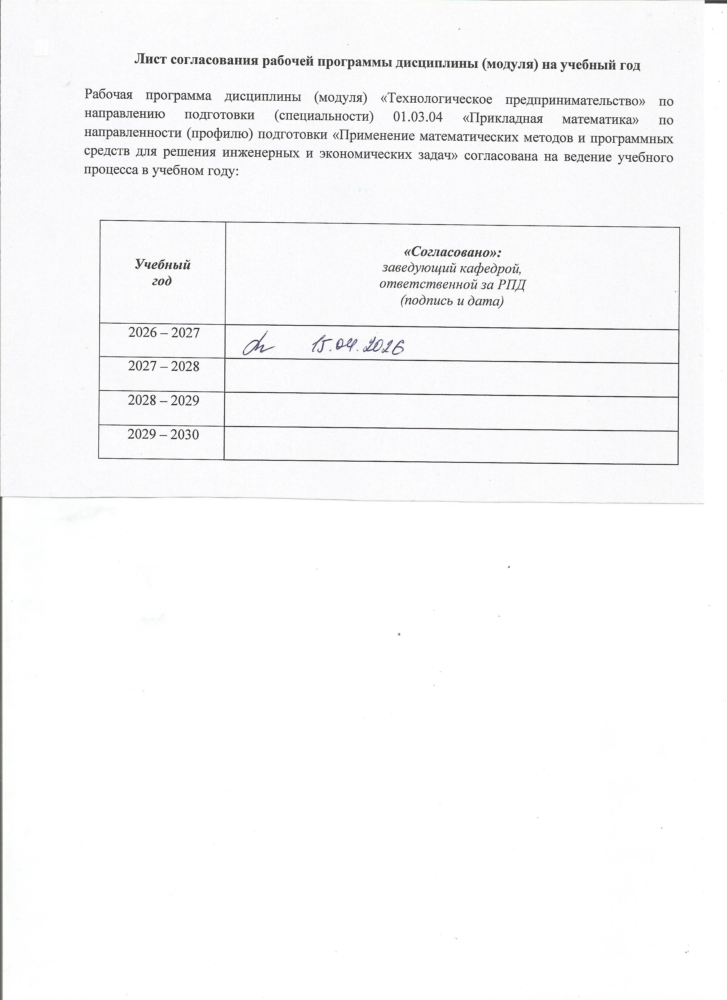 Лист согласования рабочей программы дисциплины (модуля) на учебный год
Рабочая программа дисциплины (модуля) «Технологическое предпринимательство» по
направлению подготовки (специальности) 01.03.04 «Прикладная математика» по
направленности (профилю) подготовки «Применение математических методов и программных
средств для решения инженерных и экономических задач» согласована на ведение учебного
процесса в учебном году:
Учебный
год
«Согласовано»:
заведующий кафедрой,
ответственной за РПД
(подпись и дата)
2026 – 2027
15.04.2026
2027 – 2028
2028 – 2029
2029 – 2030